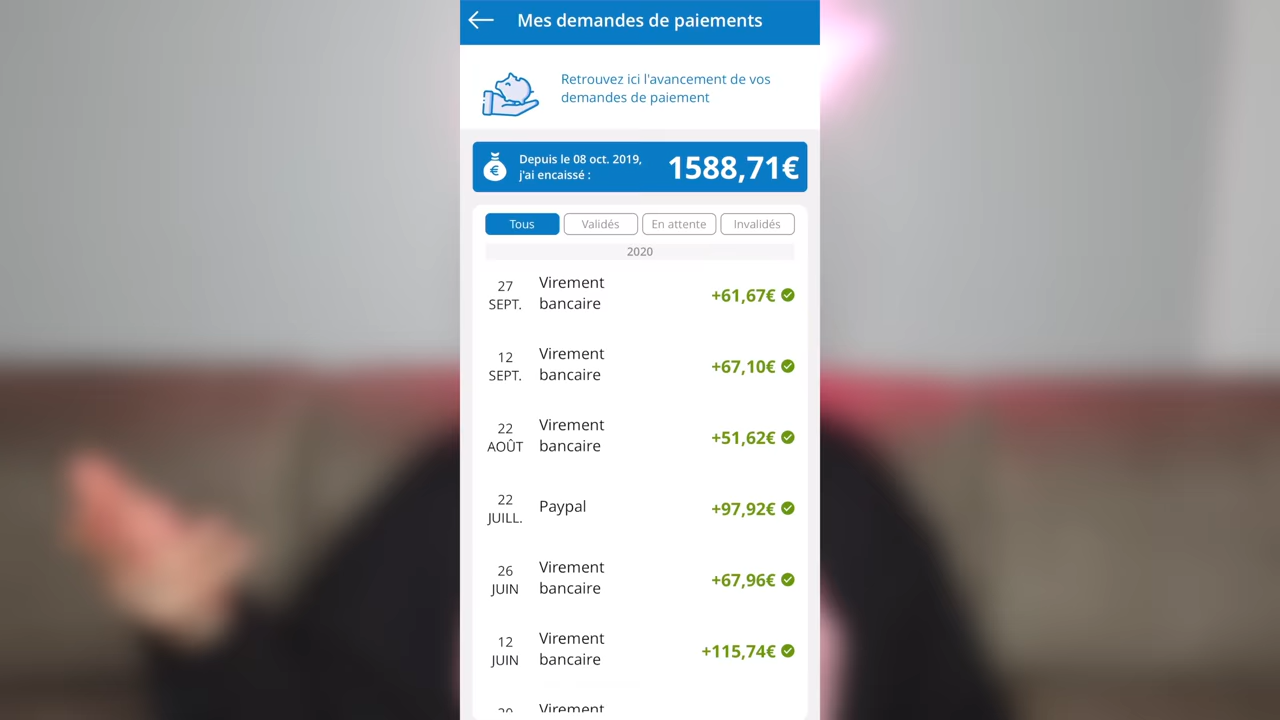 Mes demandes de paiements
Retrouvez ici l'avancement de vos
demandes de paiement
Depuis le 08 oct. 2019,
j'ai encaissé :
1588,71€
Tous
Validés
En attente
Invalidés
2020
27
SEPT.
Virement
bancaire
+61,67€
12
SEPT.
Virement
bancaire
+67,10€
22
AOÛT
Virement
bancaire
+51,62€
22
JUILL.
Paypal
+97,92€
26
JUIN
Virement
bancaire
+67,96€
12
JUIN
Virement
bancaire
+115,74€
Virement